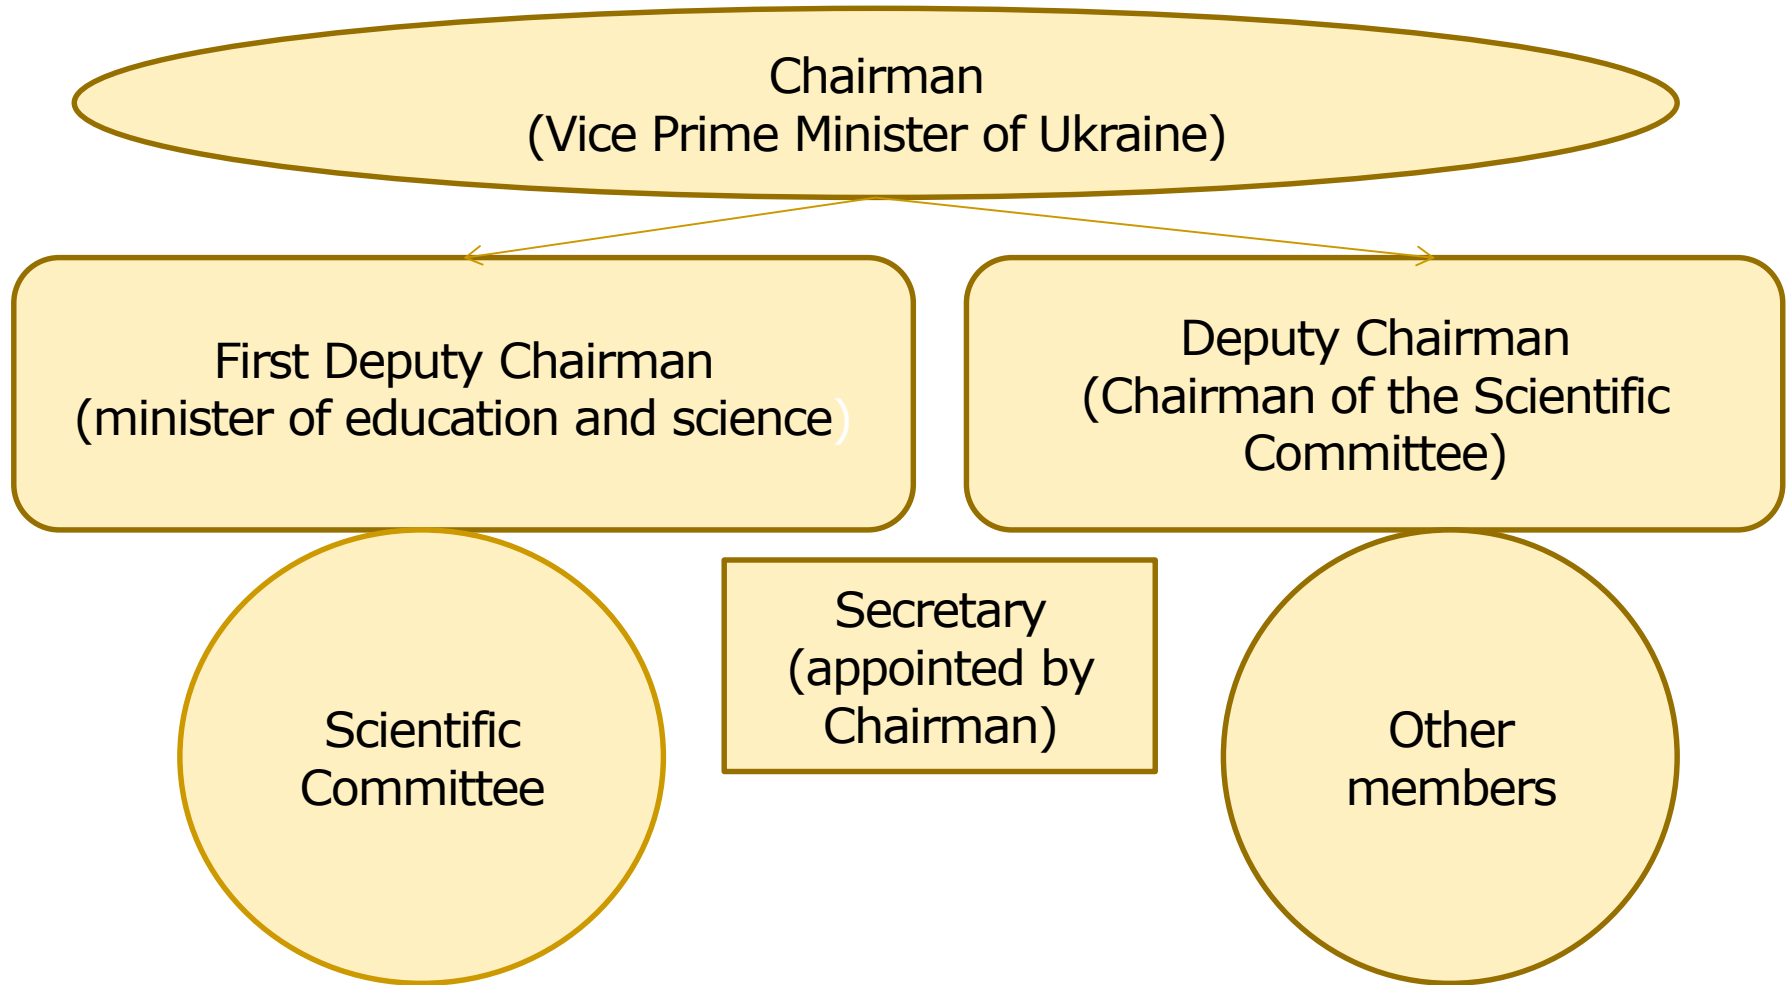 Chairman
(Vice Prime Minister of Ukraine)
First Deputy Chairman
(minister of education and science)
Deputy Chairman
(Chairman of the Scientific
Committee)
Secretary
(appointed by
Chairman)
Scientific
Committee
Other
members